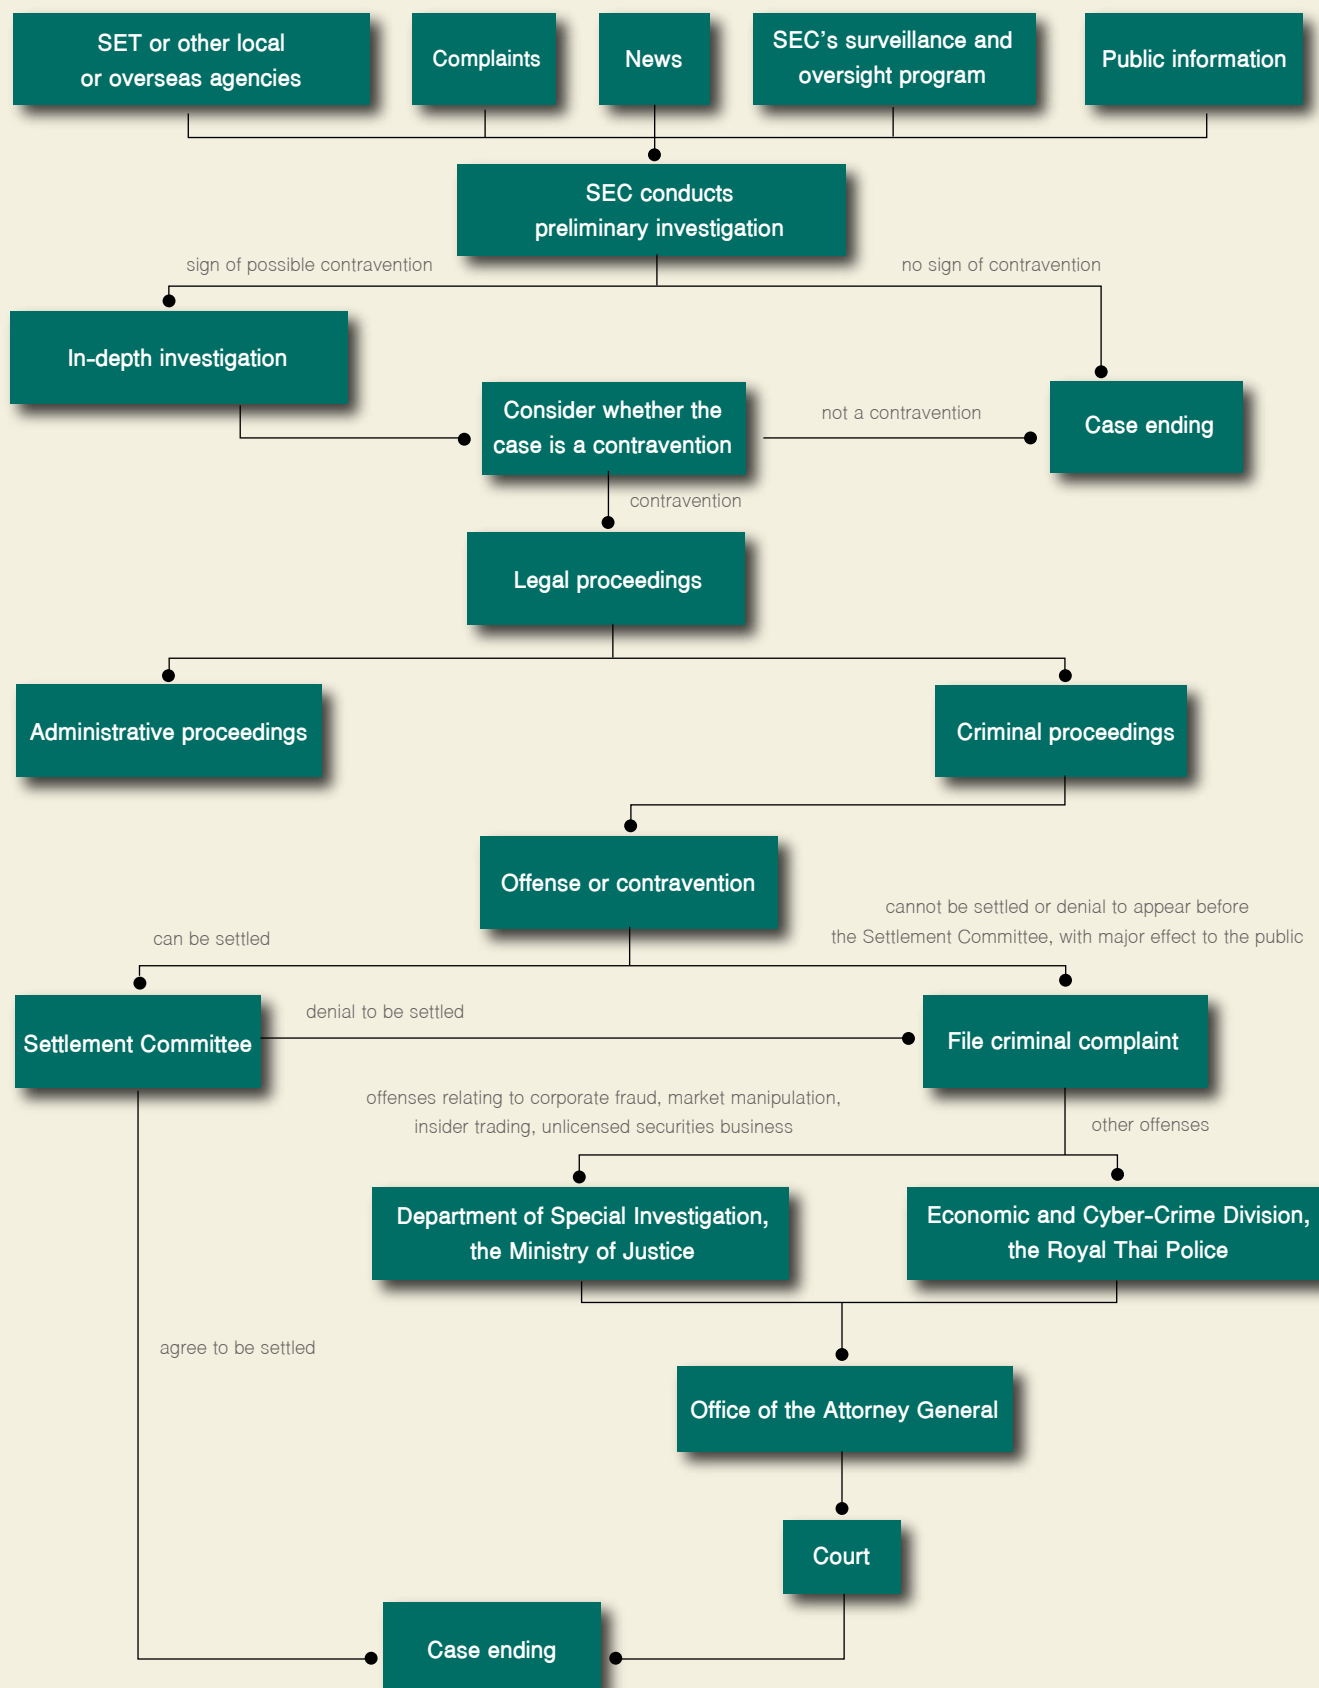 SET or other local
or overseas agencies
Complaints
News
SEC's surveillance and
oversight program
Public information
SEC conducts
preliminary investigation
sign of possible contravention
no sign of contravention
In-depth investigation
Consider whether the
case is a contravention
not a contravention
Case ending
contravention
Legal proceedings
Administrative proceedings
Criminal proceedings
Offense or contravention
can be settled
cannot be settled or denial to appear before
the Settlement Committee, with major effect to the public
Settlement Committee
denial to be settled
File criminal complaint
offenses relating to corporate fraud, market manipulation,
insider trading, unlicensed securities business
other offenses
Department of Special Investigation,
the Ministry of Justice
Economic and Cyber-Crime Division,
the Royal Thai Police
agree to be settled
Office of the Attorney General
Court
Case ending